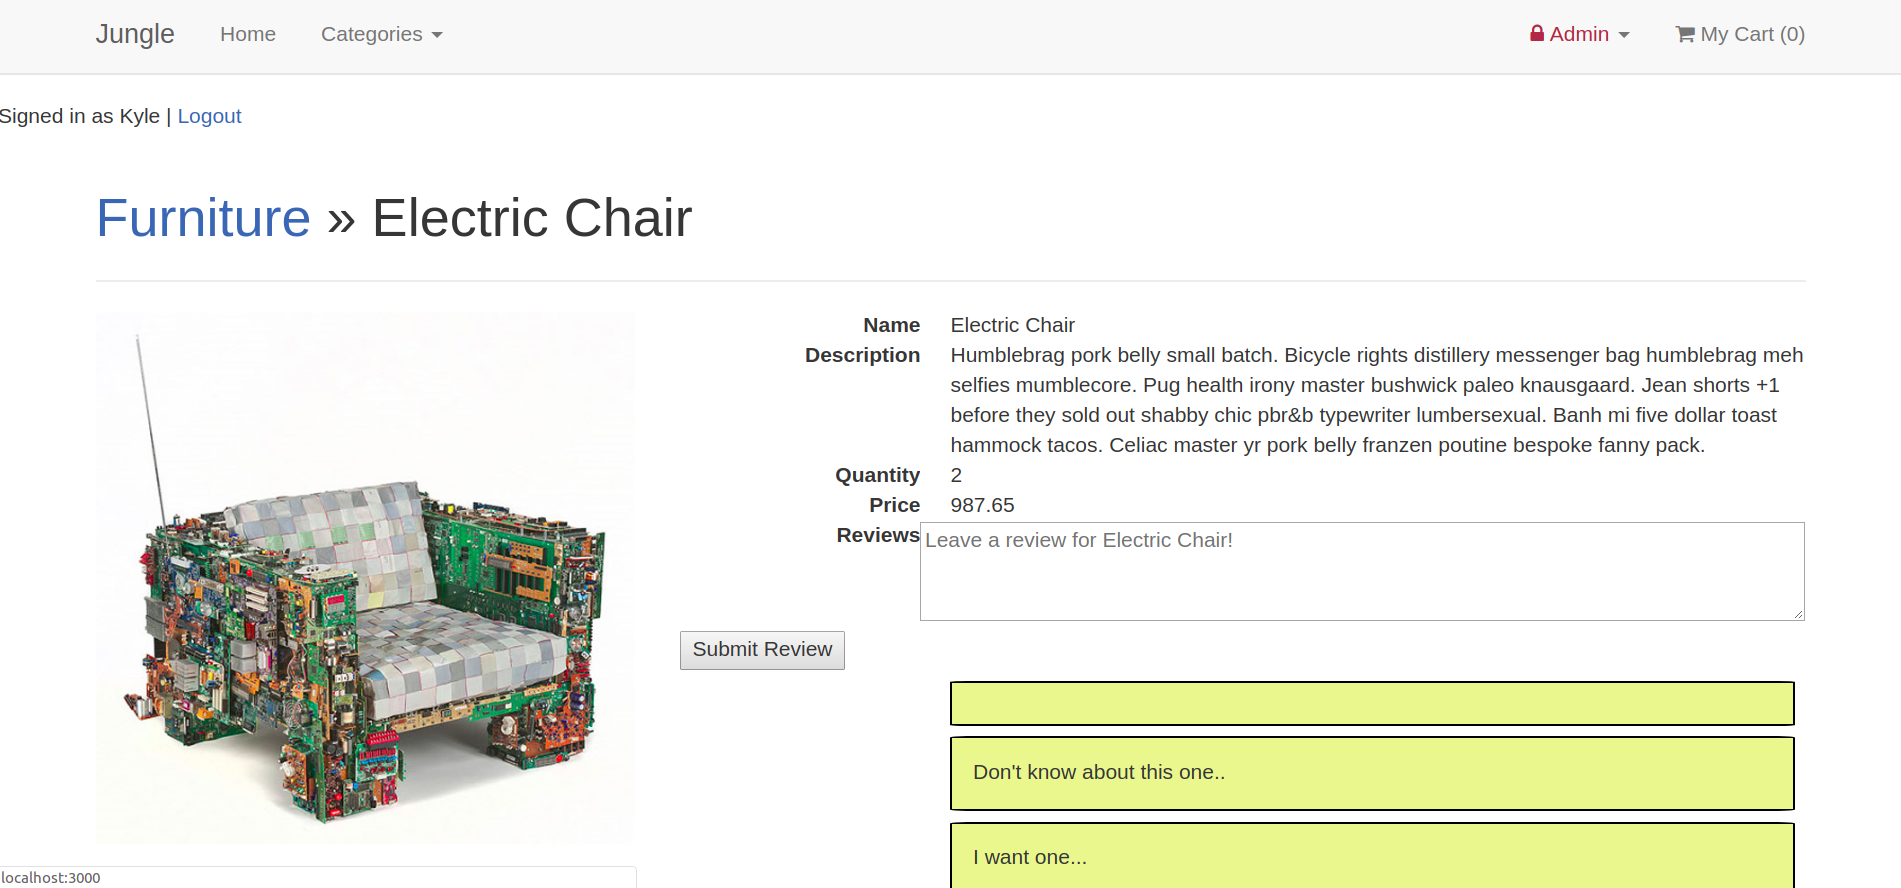 Jungle Home Categories Admin My Cart (0)
Signed in as Kyle | Logout
Furniture » Electric Chair
Name Electric Chair
Description Humblebrag pork belly small batch. Bicycle rights distillery messenger bag humblebrag meh
selfies mumblecore. Pug health irony master bushwick paleo knausgaard. Jean shorts +1
before they sold out shabby chic pbr&b typewriter lumbersexual. Banh mi five dollar toast
hammock tacos. Celiac master yr pork belly franzen poutine bespoke fanny pack.
Quantity 2
Price 987.65
Reviews Leave a review for Electric Chair!
Submit Review
Don't know about this one..
I want one...
localhost:3000